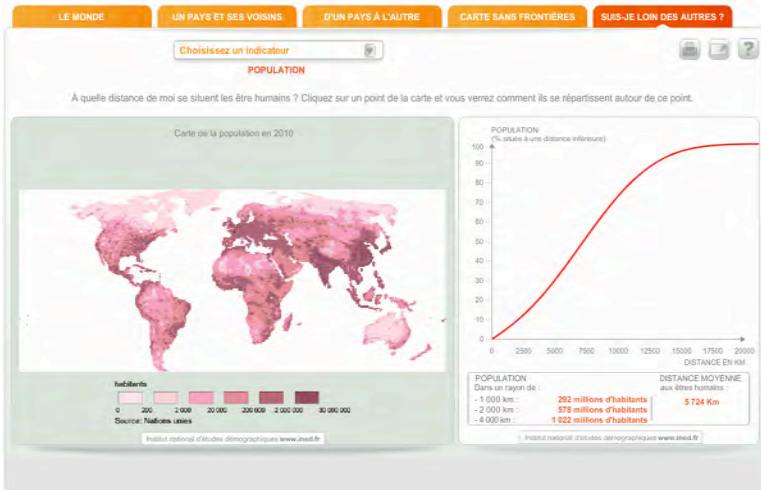 LE MONDE
UN PAYS ET SES VOISINS
D'UN PAYS À L'AUTRE
CARTE SANS FRONTIÈRES
SUIS-JE LOIN DES AUTRES ?
Choisissez un indicateur
?
POPULATION
À quelle distance de moi se situent les être humains ? Cliquez sur un point de la carte et vous verrez comment ils se répartissent autour de ce point.
Carte de la population en 2010
habitants
0 200 2 000 20 000 200 000 2 000 000 30 000 000
Source: Nations unies
Institut national d'études démographiques www.ined.fr
POPULATION
(% située à une distance inférieure)
100
90
80
70
60
50
40
30
20
10
0
0 2500 5000 7500 10000 12500 15000 17500 20000
DISTANCE EN KM
POPULATION
Dans un rayon de :
- 1 000 km : 292 millions d'habitants
- 2 000 km : 578 millions d'habitants
- 4 000 km : 1 022 millions d'habitants
DISTANCE MOYENNE
aux êtres humains :
5 724 Km
Institut national d'études démographiques www.ined.fr